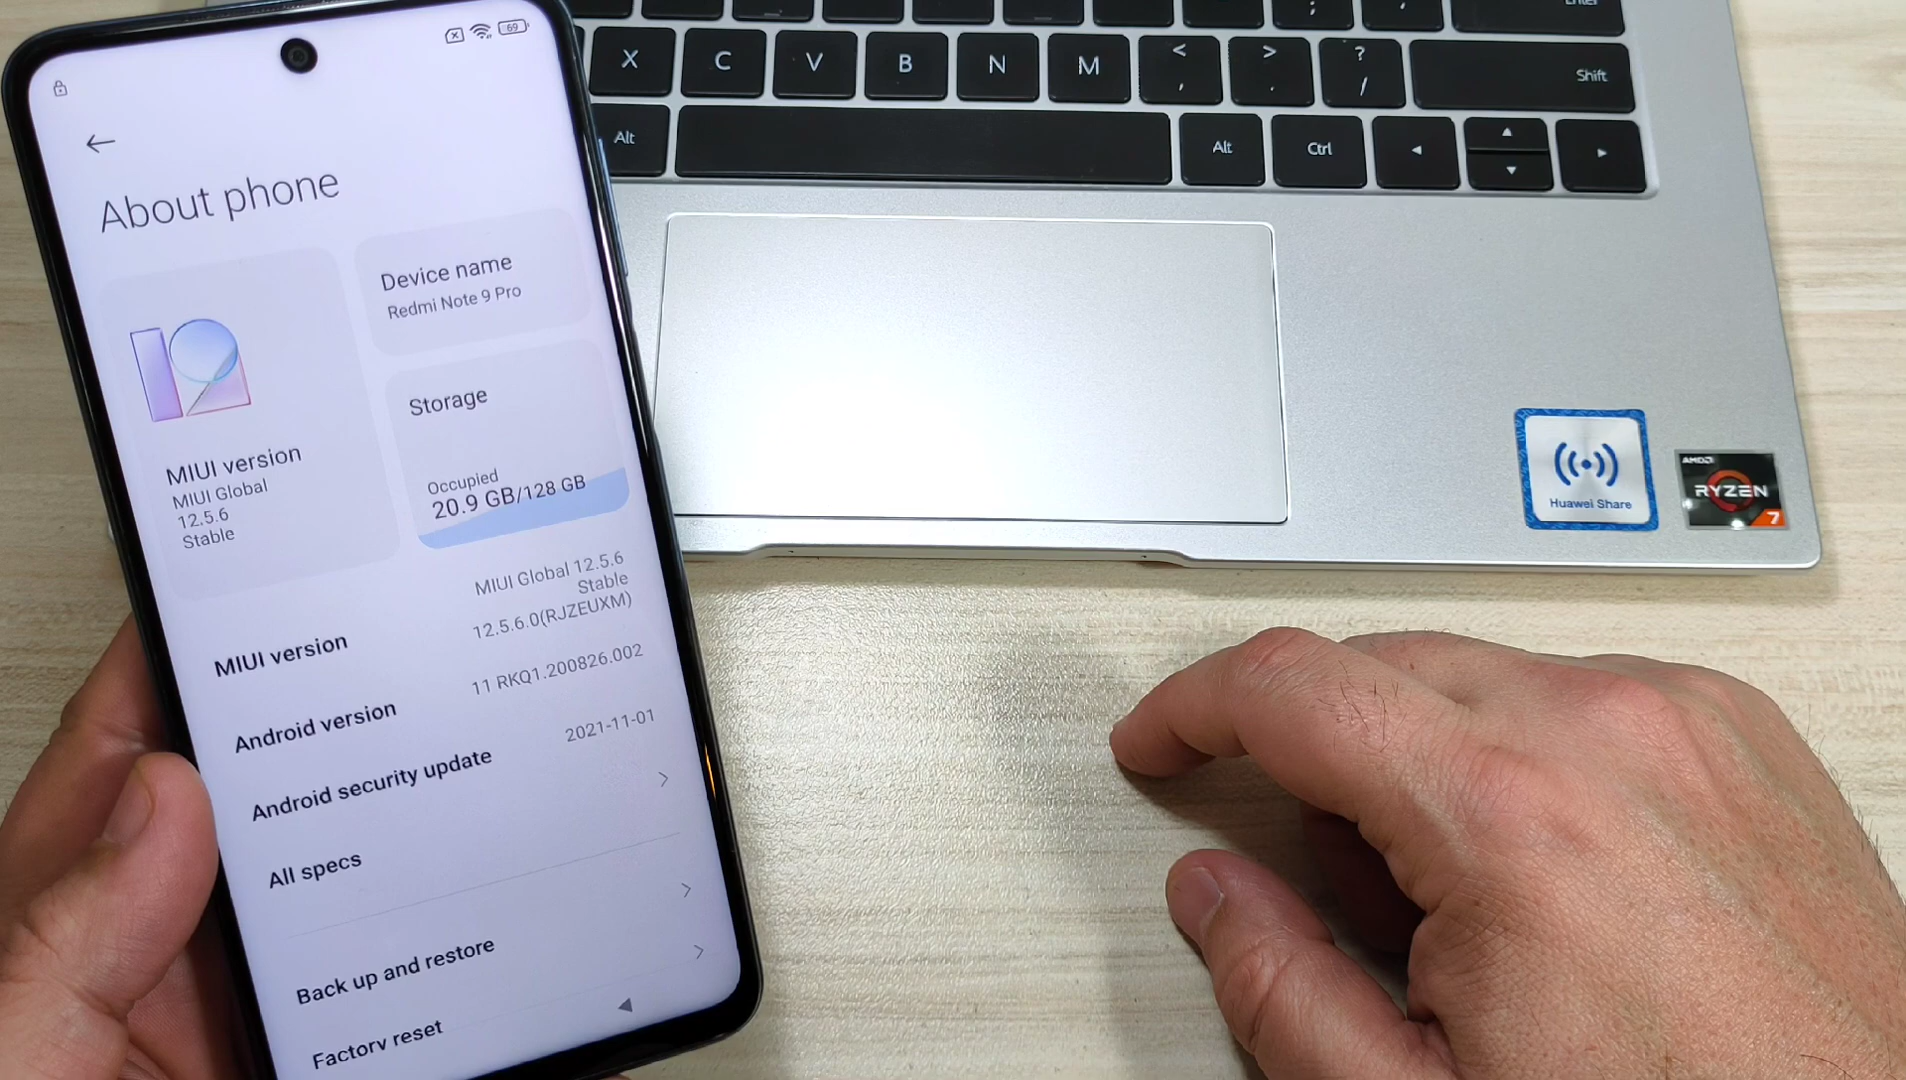 69
About phone
Device name
Redmi Note 9 Pro
MIUI version
MIUI Global
12.5.6
Stable
Storage
Occupied
20.9 GB/128 GB
MIUI version
MIUI Global 12.5.6
Stable
12.5.6.0(RJZEUXM)
Android version
11 RKQ1.200826.002
Android security update
2021-11-01
All specs
Back up and restore
Factory reset
; ,
Enter
X C V B N M < , > . ? / Shift
Alt Alt Ctrl
Huawei Share
AMD
RYZEN
7